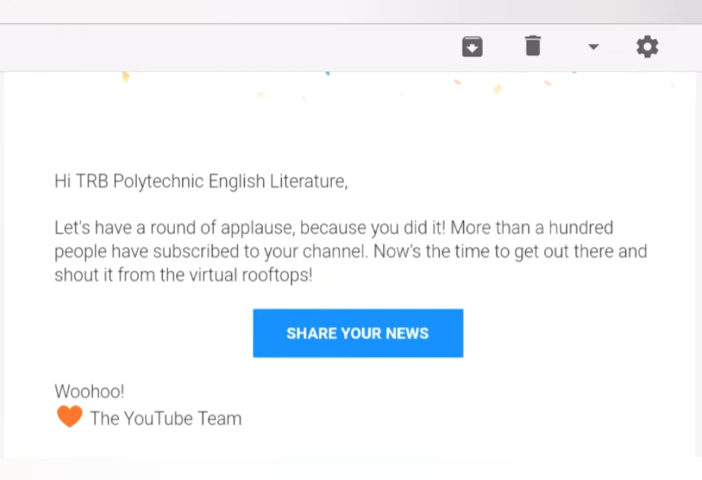 Hi TRB Polytechnic English Literature,
Let's have a round of applause, because you did it! More than a hundred
people have subscribed to your channel. Now's the time to get out there and
shout it from the virtual rooftops!
SHARE YOUR NEWS
Woohoo!
The YouTube Team